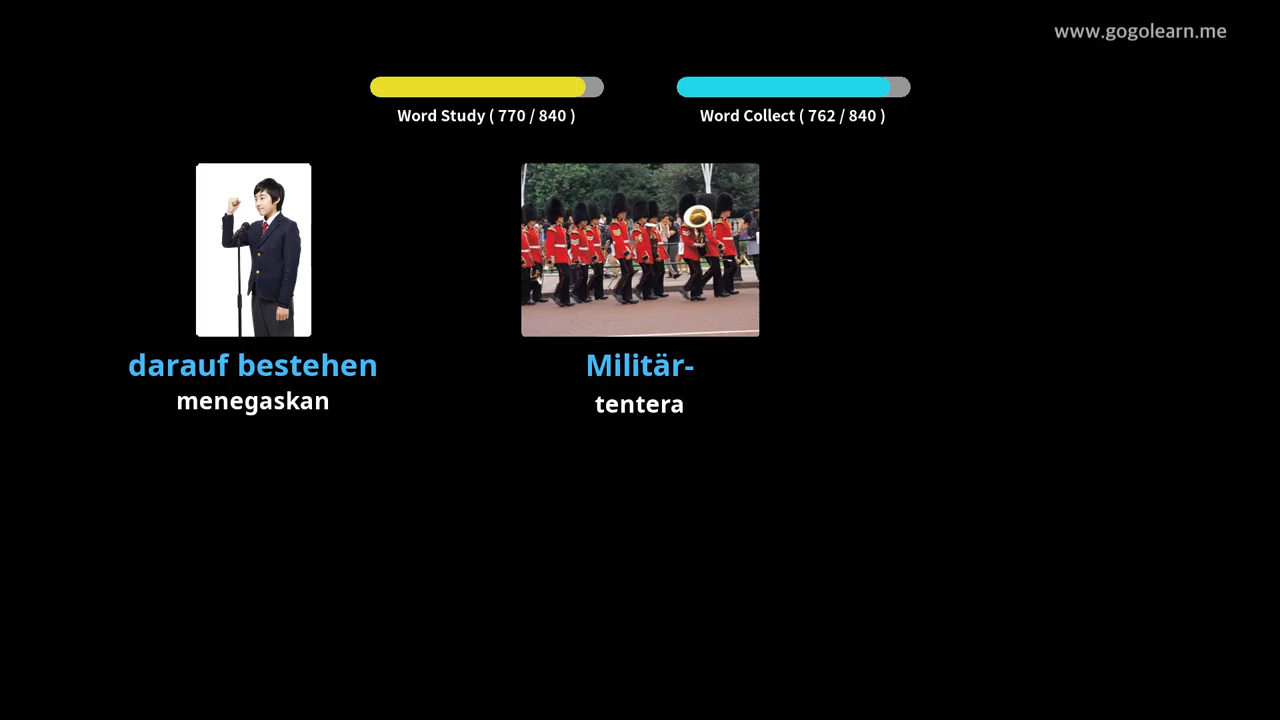 www.gogolearn.me
Word Study ( 770 / 840 )
Word Collect ( 762 / 840 )
darauf bestehen
menegaskan
Militär-
tentera